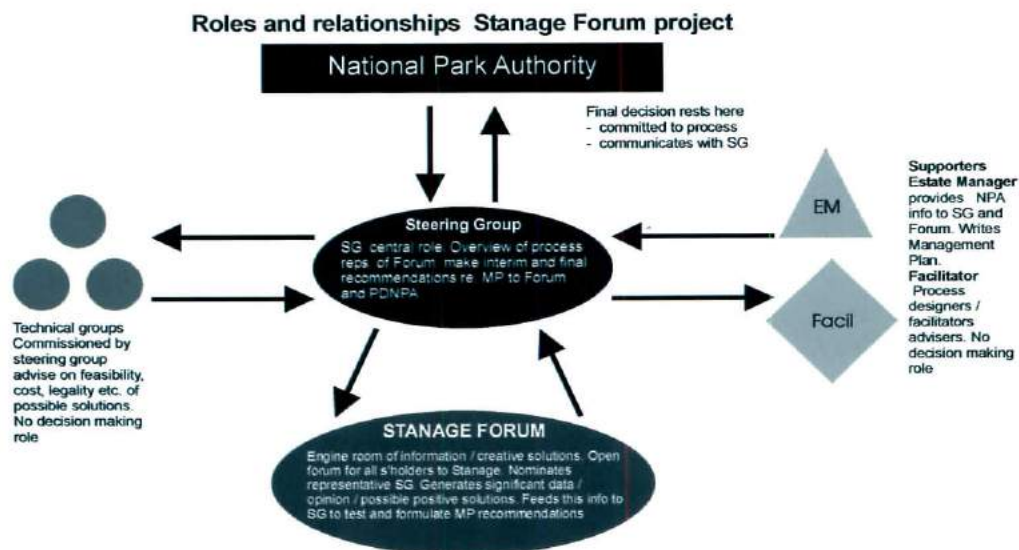 Roles and relationships Stanage Forum project
National Park Authority
Final decision rests here
- committed to process
- communicates with SG
Steering Group
SG central role. Overview of process
reps. of Forum make interim and final
recommendations re. MP to Forum
and PDNPA
EM
Supporters
Estate Manager
provides NPA
info to SG and
Forum. Writes
Management
Plan.
Facilitator
Process
designers /
facilitators
advisers. No
decision making
role
Facil
Technical groups
Commissioned by
steering group
advise on feasibility,
cost, legality etc. of
possible solutions.
No decision making
role
STANAGE FORUM
Engine room of information / creative solutions. Open
forum for all s'holders to Stanage. Nominates
representative SG. Generates significant data /
opinion / possible positive solutions. Feeds this info to
SG to test and formulate MP recommendations